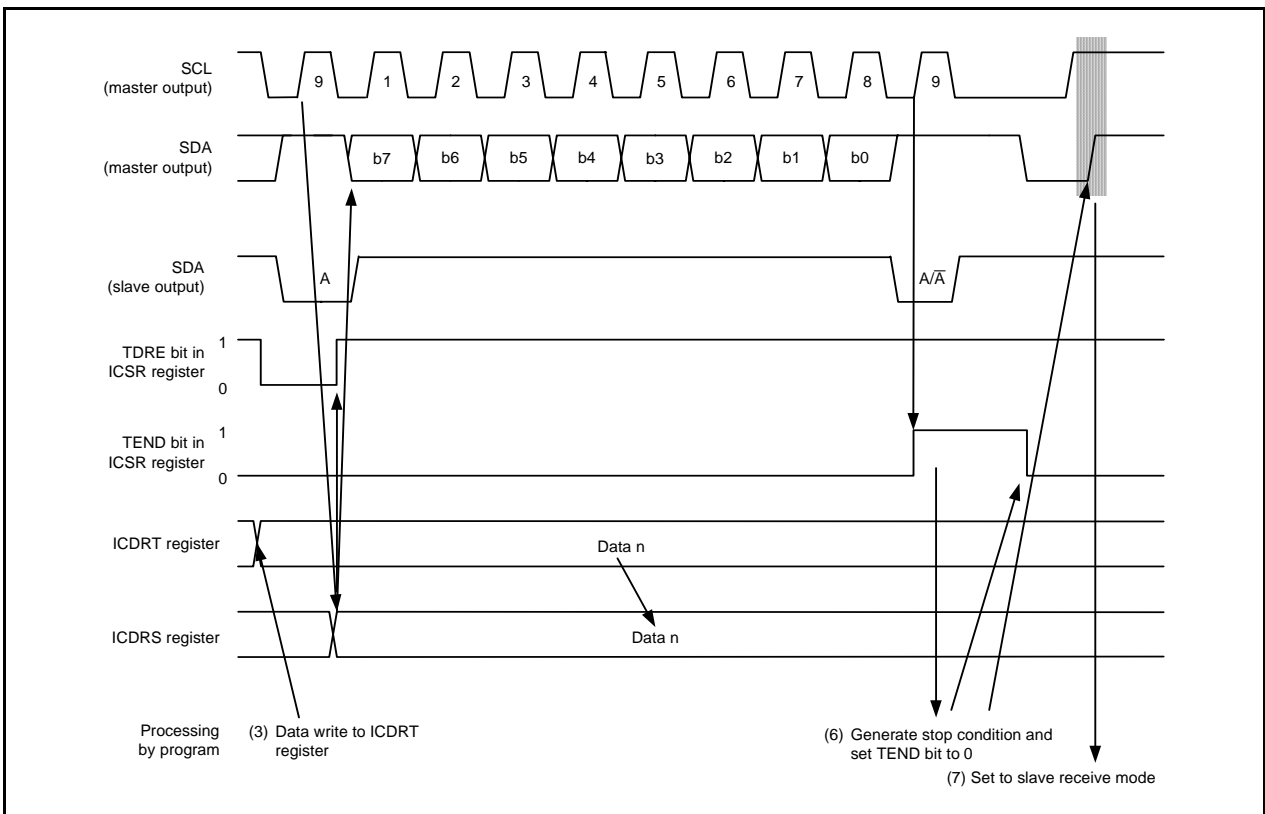 SCL
(master output)
9 1 2 3 4 5 6 7 8 9
SDA
(master output)
b7 b6 b5 b4 b3 b2 b1 b0
SDA
(slave output)
A A/A̅
TDRE bit in
ICSR register
1
0
TEND bit in
ICSR register
1
0
ICDRT register
Data n
ICDRS register
Data n
Processing
by program
(3) Data write to ICDRT
register
(6) Generate stop condition and
set TEND bit to 0
(7) Set to slave receive mode